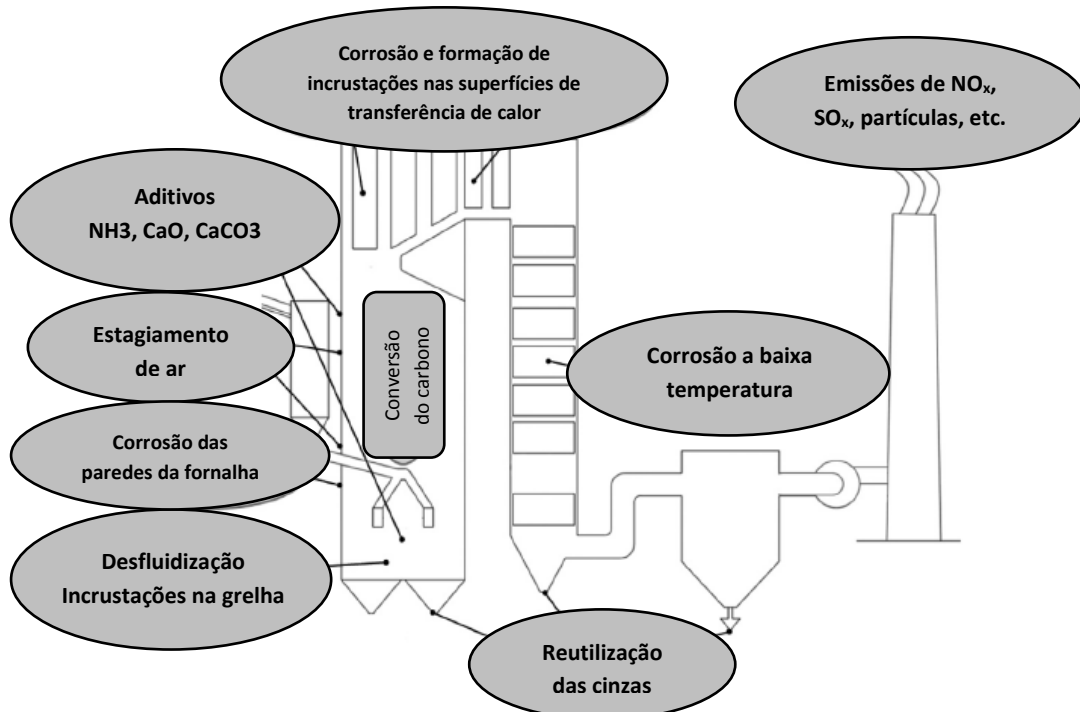 Corrosão e formação de
incrustações nas superfícies de
transferência de calor
Emissões de NOₓ,
SOₓ, partículas, etc.
Aditivos
NH3, CaO, CaCO3
Estagiamento
de ar
Conversão
do carbono
Corrosão a baixa
temperatura
Corrosão das
paredes da fornalha
Desfluidização
Incrustações na grelha
Reutilização
das cinzas